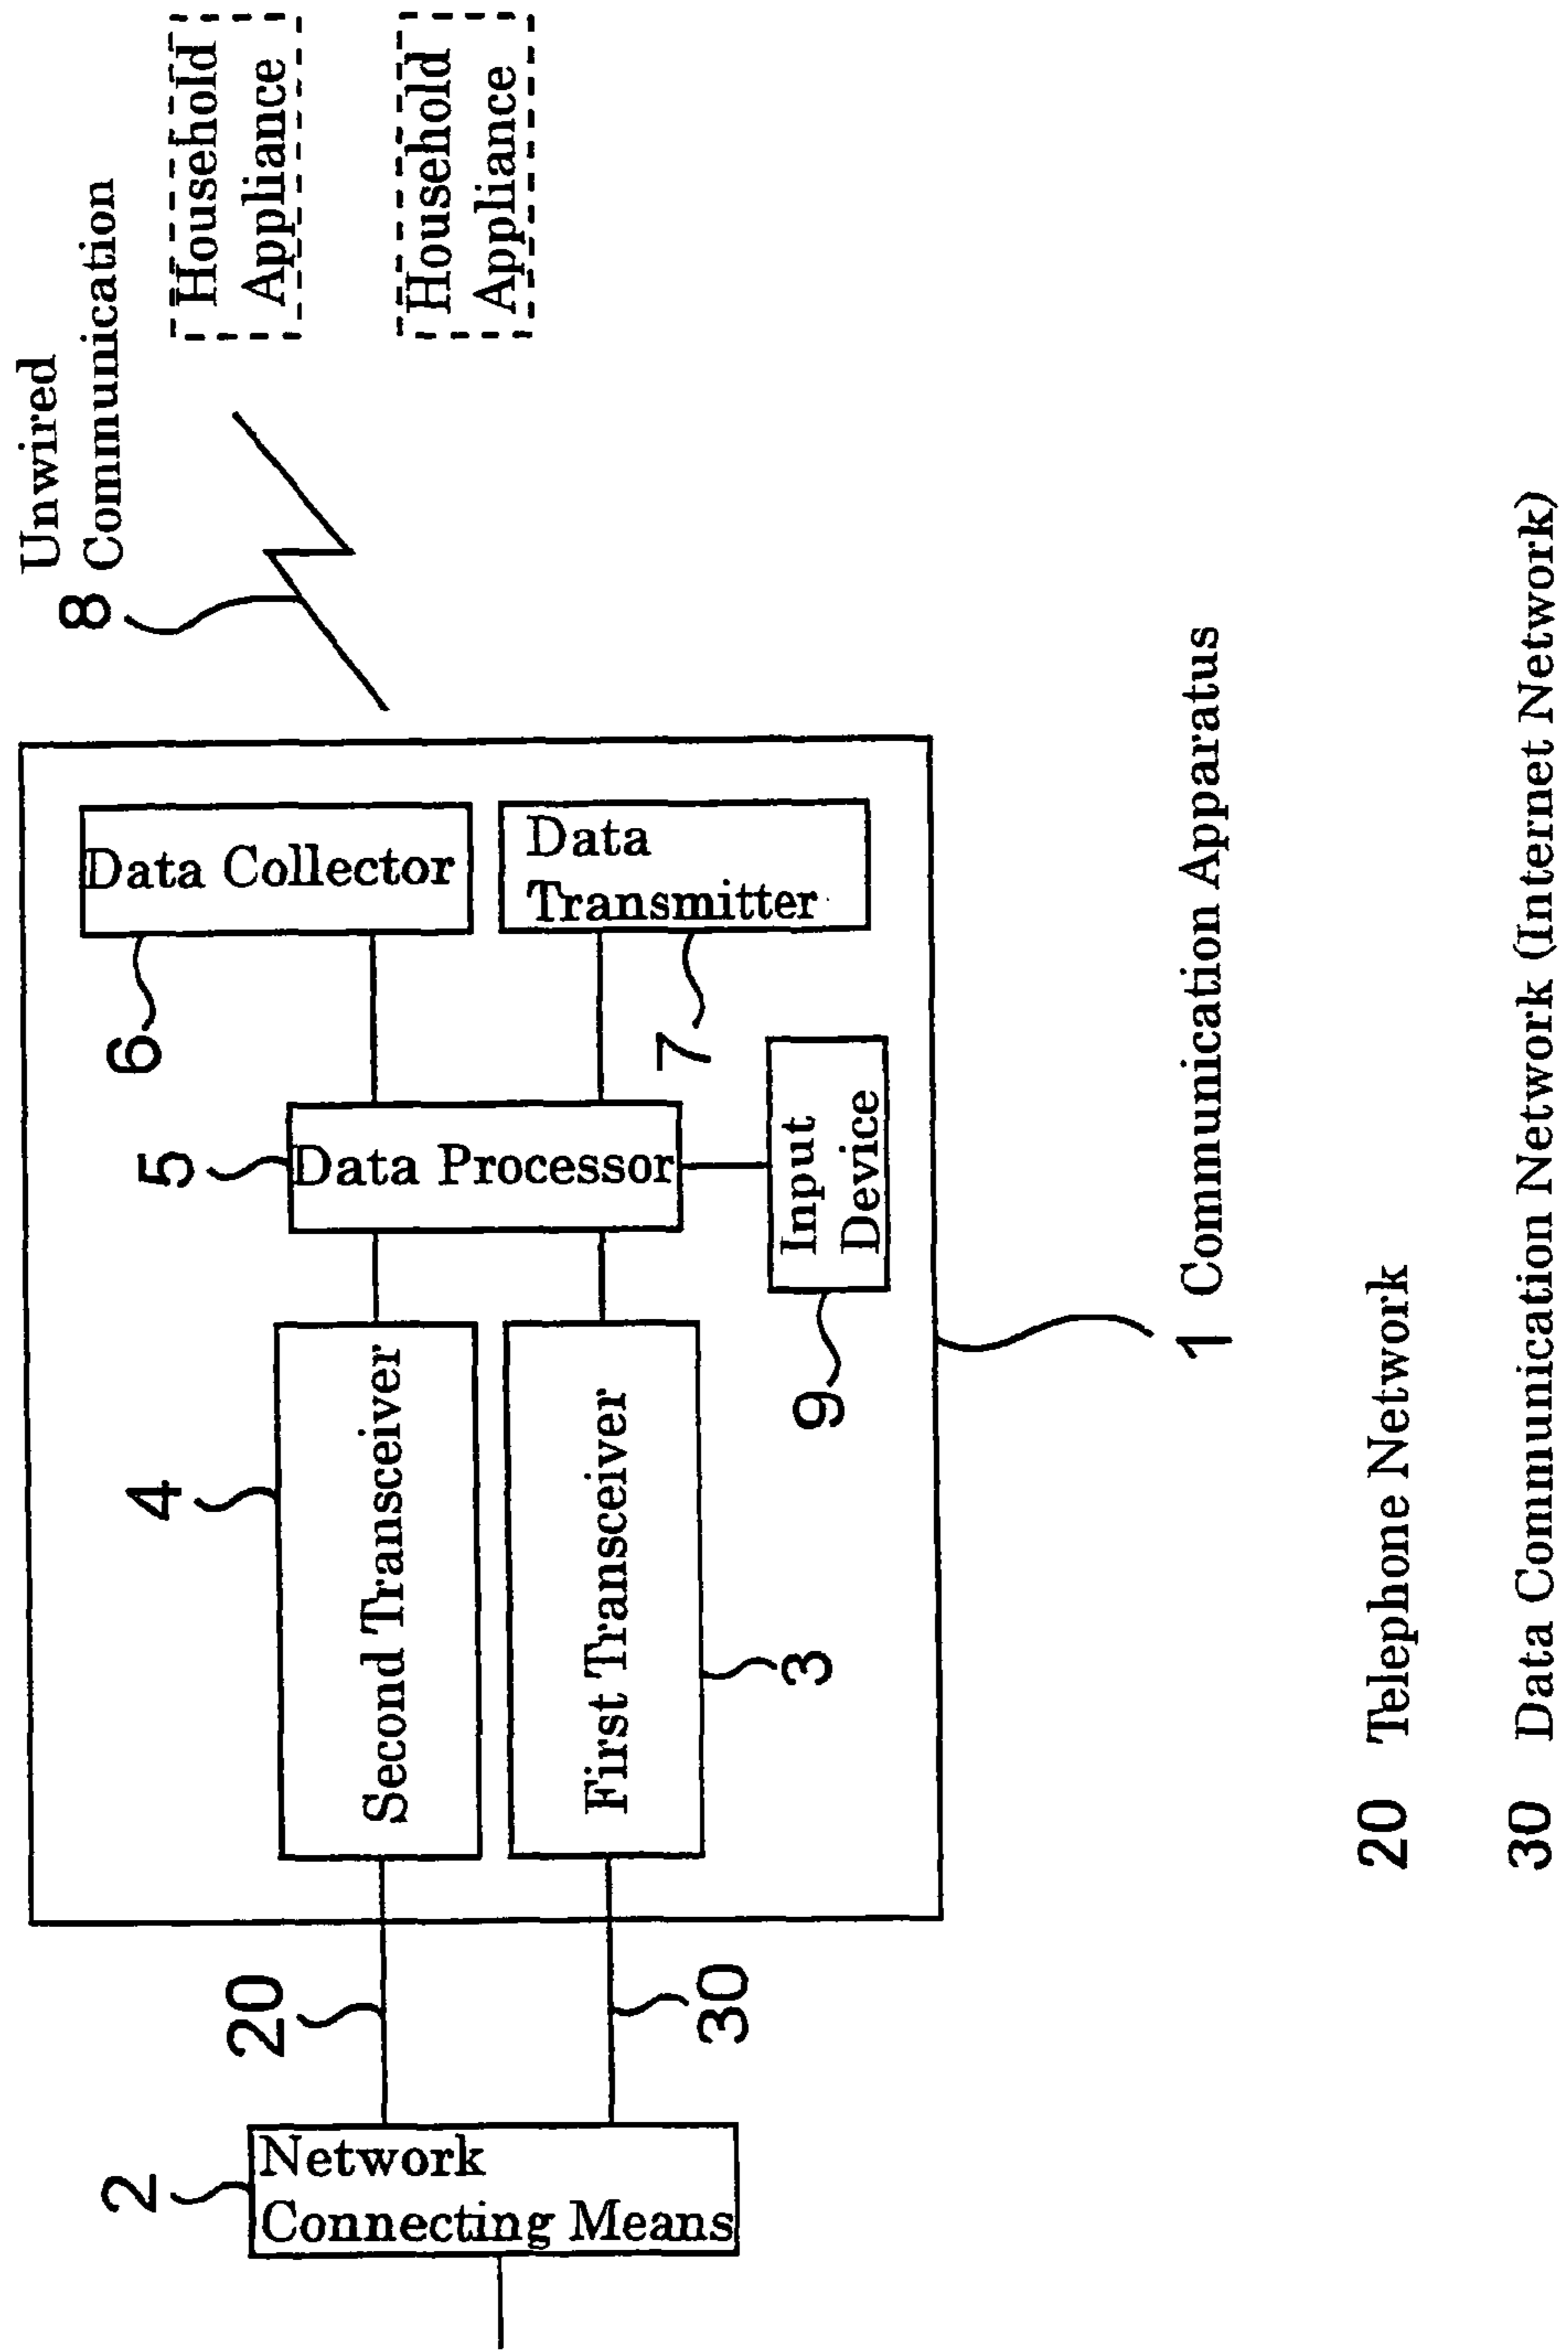 Unwired
8 Communication
Household
Appliance
Household
Appliance
2
Network
Connecting Means
20
30
4
Second Transceiver
First Transceiver
3
5
Data Processor
6
Data Collector
Data
Transmitter
7
Input
Device
9
1 Communication Apparatus
20 Telephone Network
30 Data Communication Network (Internet Network)